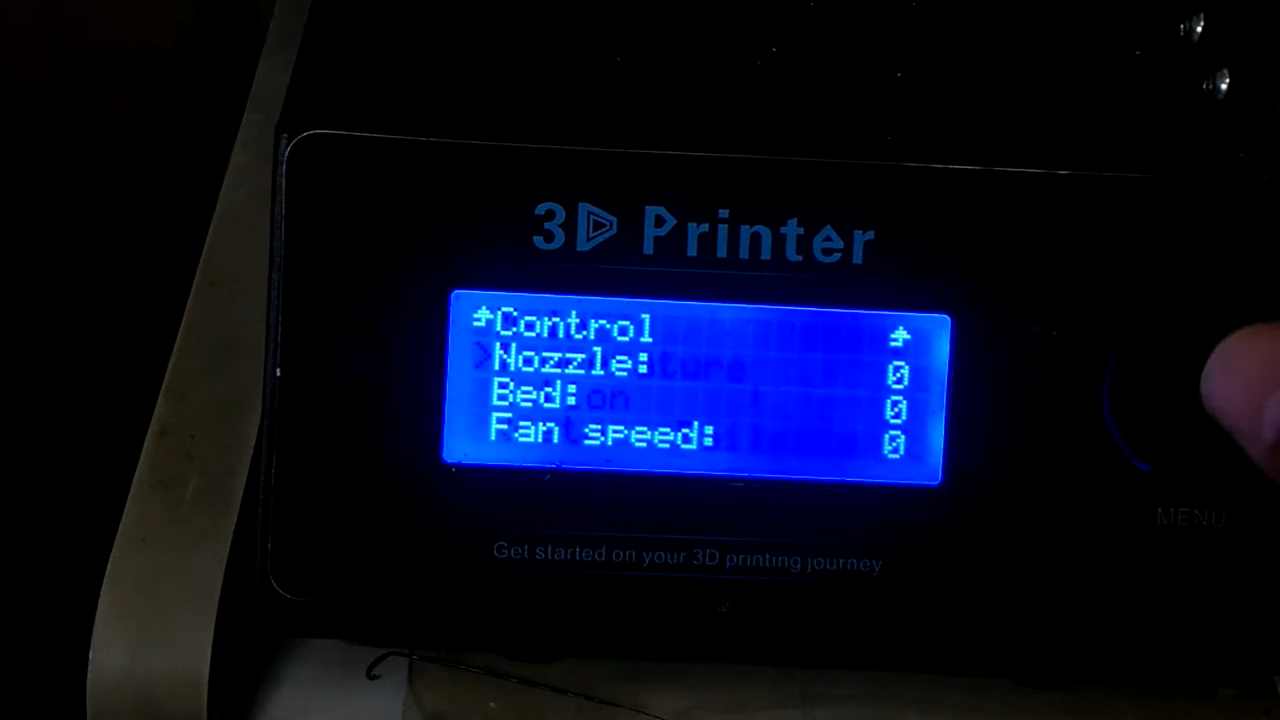 3D Printer
Control
Nozzle: 0
Bed: 0
Fan speed: 0
MENU
Get started on your 3D printing journey